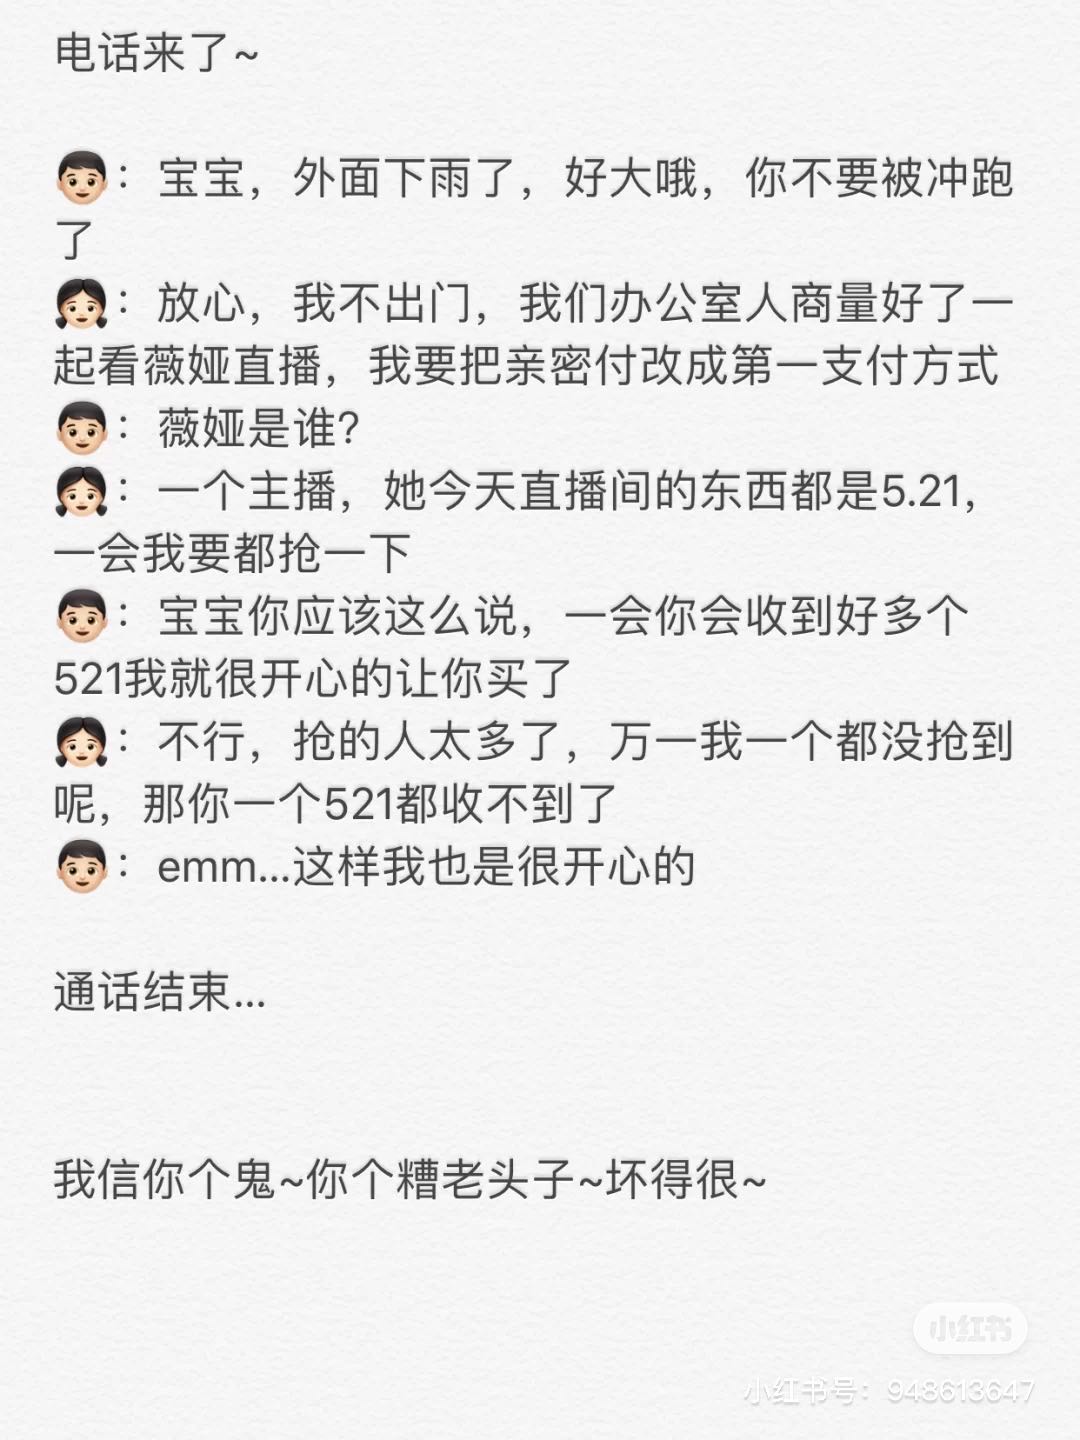 电话来了~
👦🏻：宝宝，外面下雨了，好大哦，你不要被冲跑
了
👧🏻：放心，我不出门，我们办公室人商量好了一
起看薇娅直播，我要把亲密付改成第一支付方式
👦🏻：薇娅是谁？
👧🏻：一个主播，她今天直播间的东西都是5.21，
一会我要都抢一下
👦🏻：宝宝你应该这么说，一会你会收到好多个
521我就很开心的让你买了
👧🏻：不行，抢的人太多了，万一我一个都没抢到
呢，那你一个521都收不到了
👦🏻：emm...这样我也是很开心的
通话结束...
我信你个鬼~你个糟老头子~坏得很~
小红书
小红书号：948613647